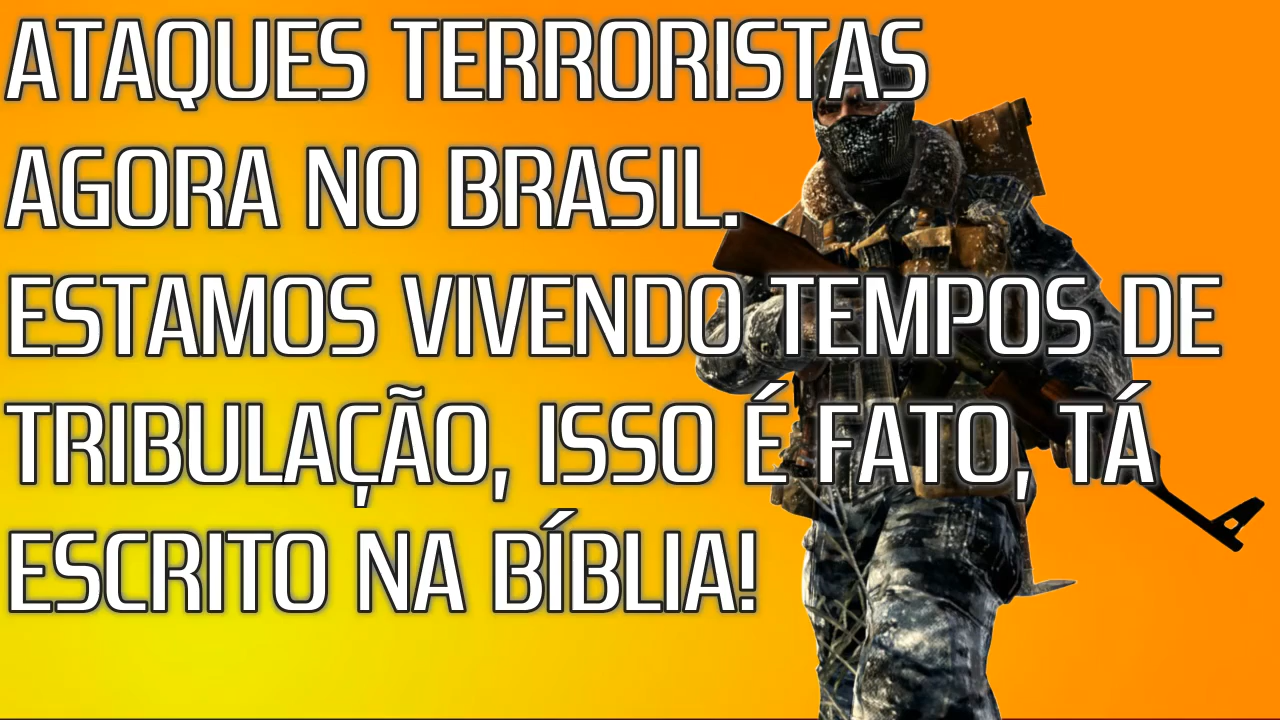 ATAQUES TERRORISTAS
AGORA NO BRASIL.
ESTAMOS VIVENDO TEMPOS DE
TRIBULAÇÃO, ISSO É FATO, TÁ
ESCRITO NA BÍBLIA!